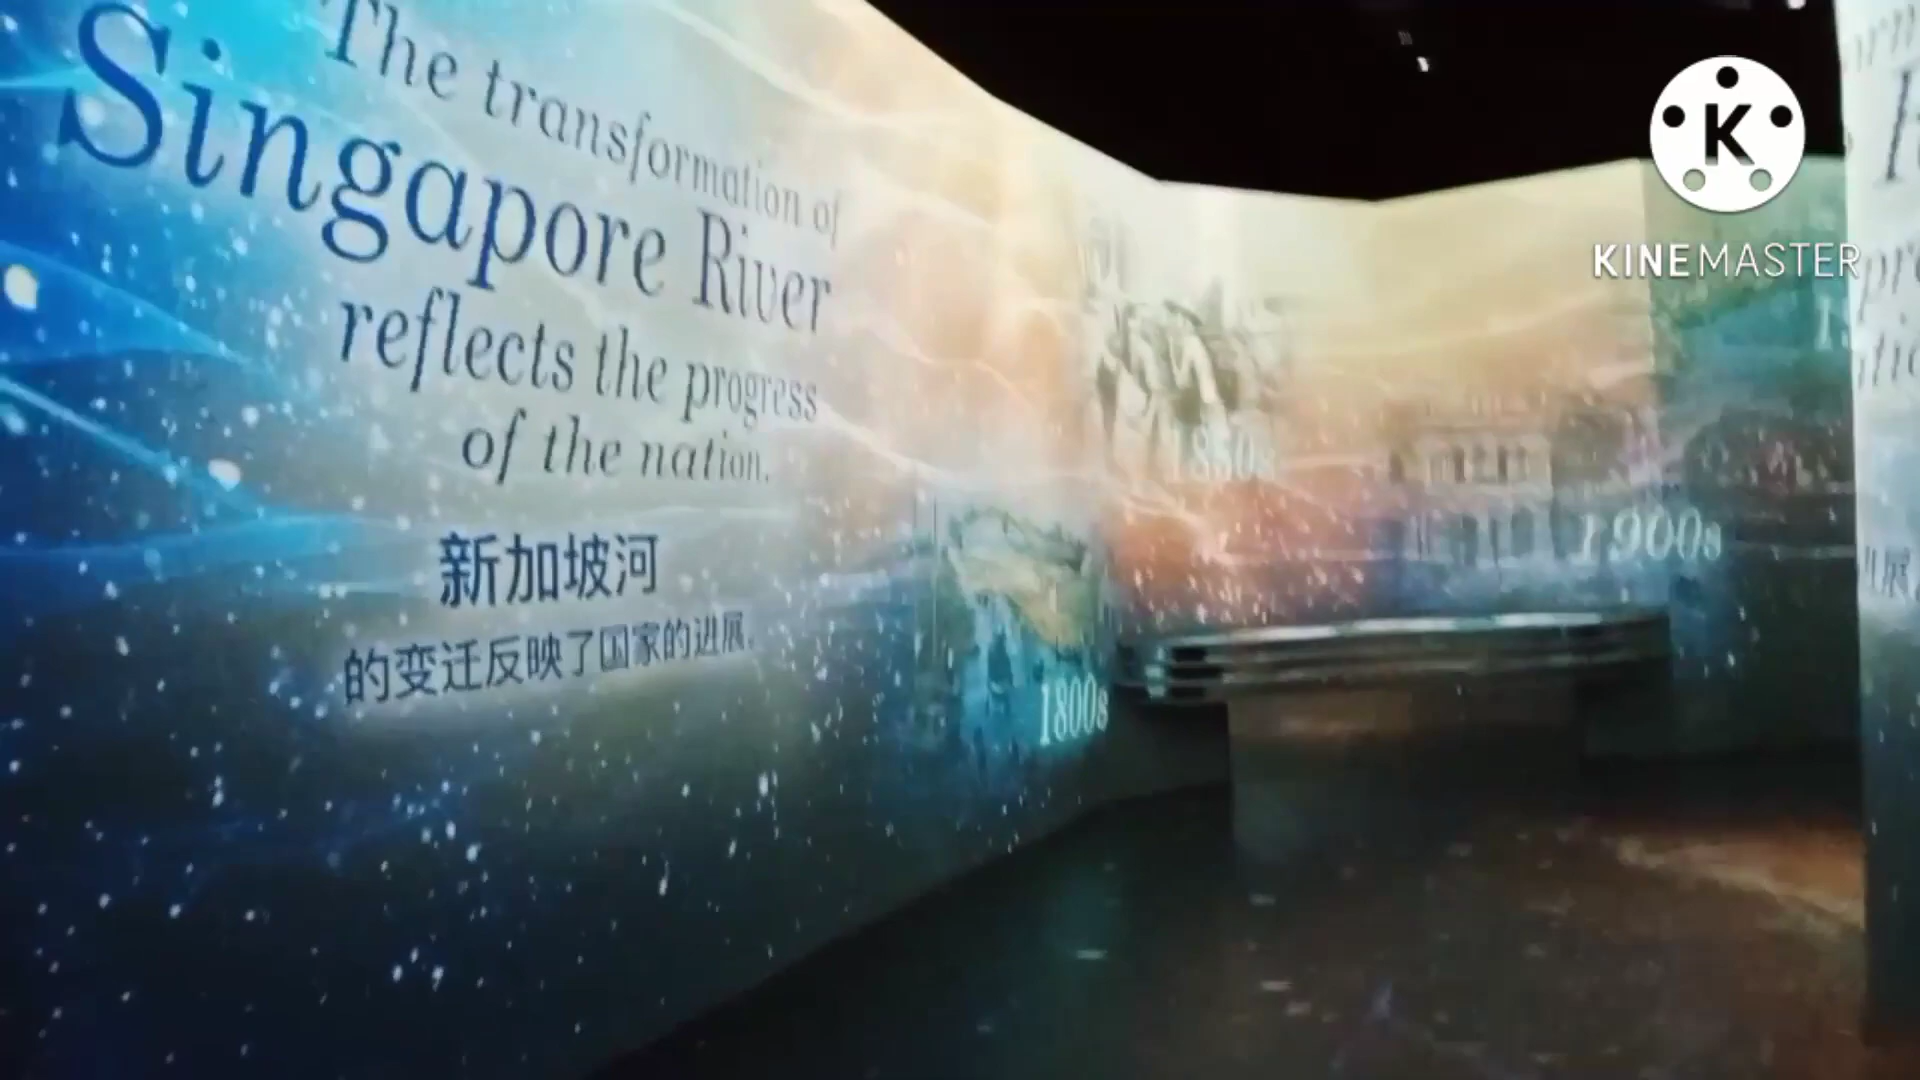 The transformation of
Singapore River
reflects the progress
of the nation.
新加坡河
的变迁反映了国家的进展。
1800s
1850s
1900s
K
KINEMASTER